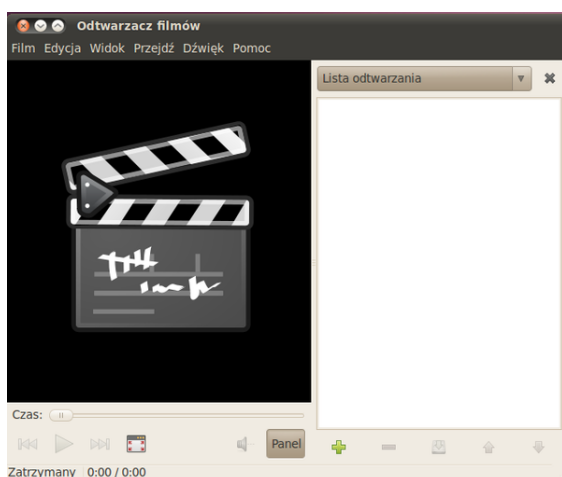 Odtwarzacz filmów
Film Edycja Widok Przejdź Dźwięk Pomoc
Lista odtwarzania
Czas:
Panel
Zatrzymany 0:00 / 0:00